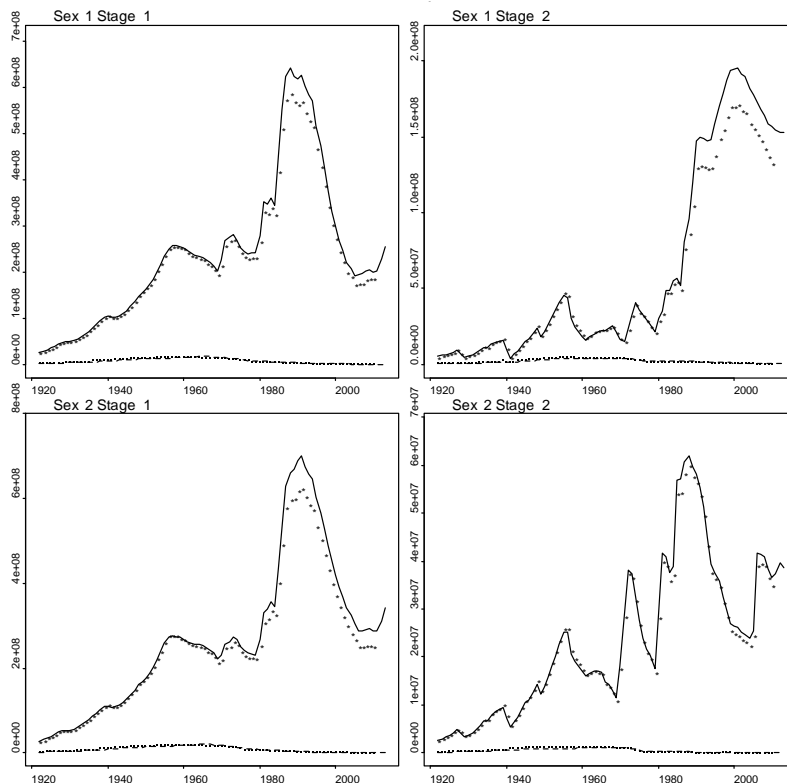 Sex 1 Stage 1
Sex 1 Stage 2
7e+08
6e+08
5e+08
4e+08
3e+08
2e+08
1e+08
0e+00
2.0e+08
1.5e+08
1.0e+08
5.0e+07
0.0e+00
1920 1940 1960 1980 2000
1920 1940 1960 1980 2000
Sex 2 Stage 1
Sex 2 Stage 2
8e+08
6e+08
4e+08
2e+08
0e+00
7e+07
6e+07
5e+07
4e+07
3e+07
2e+07
1e+07
0e+00
1920 1940 1960 1980 2000
1920 1940 1960 1980 2000